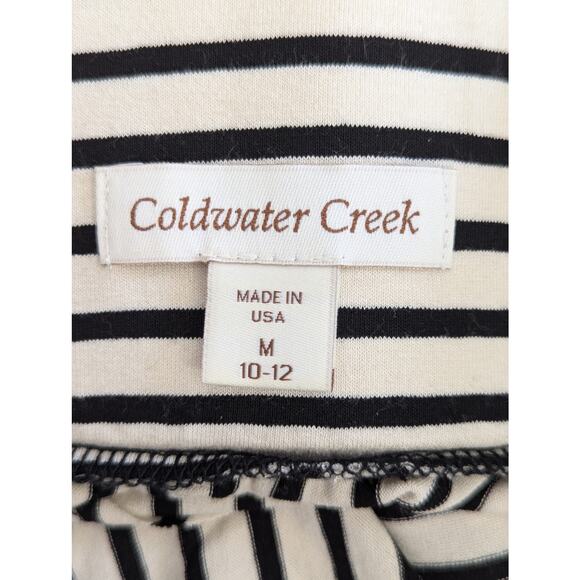 Coldwater Creek
MADE IN
USA
M
10-12